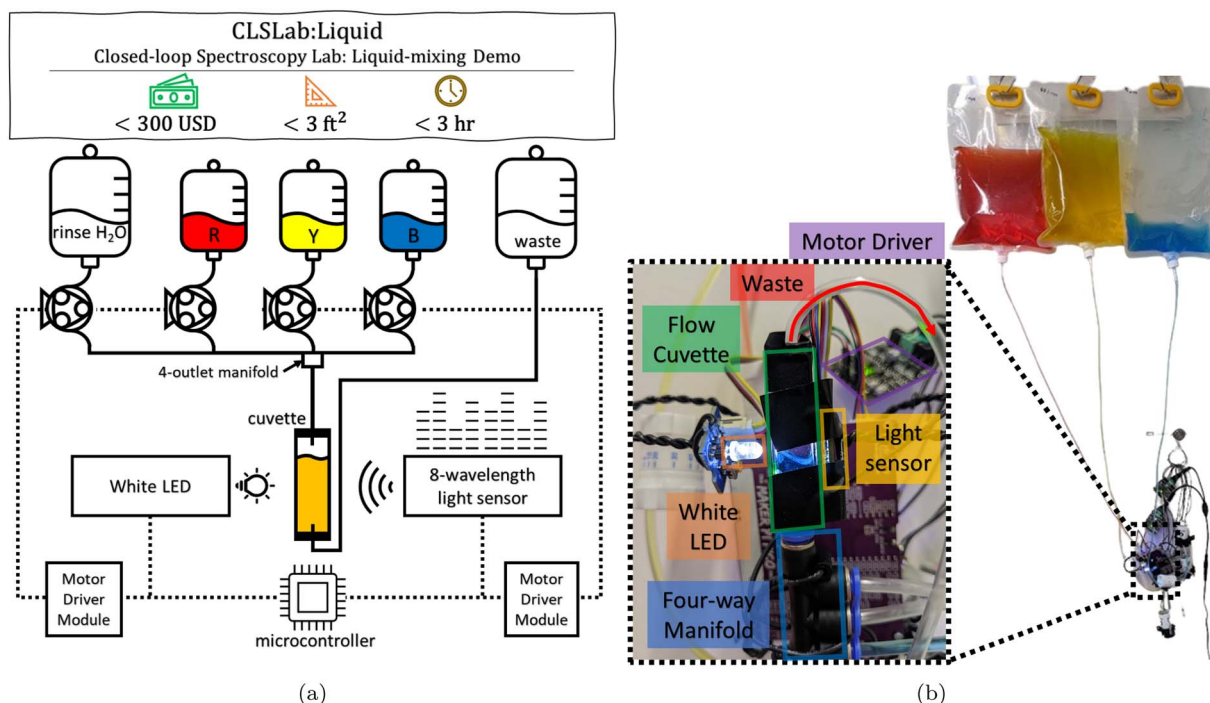 CLSLab:Liquid
Closed-loop Spectroscopy Lab: Liquid-mixing Demo
< 300 USD
< 3 ft²
< 3 hr
rinse H₂O
R
Y
B
waste
4-outlet manifold
cuvette
White LED
8-wavelength
light sensor
Motor
Driver
Module
microcontroller
Motor
Driver
Module
(a)
Motor Driver
Waste
Flow
Cuvette
Light
sensor
White
LED
Four-way
Manifold
(b)